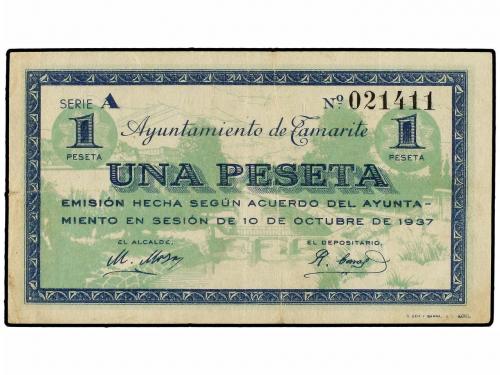 SERIE A Nº 021411
1 Ayuntamiento de Tamarite 1
PESETA PESETA
UNA PESETA
EMISIÓN HECHA SEGÚN ACUERDO DEL AYUNTA-
MIENTO EN SESIÓN DE 10 DE OCTUBRE DE 1937
EL ALCALDE, EL DEPOSITARIO,